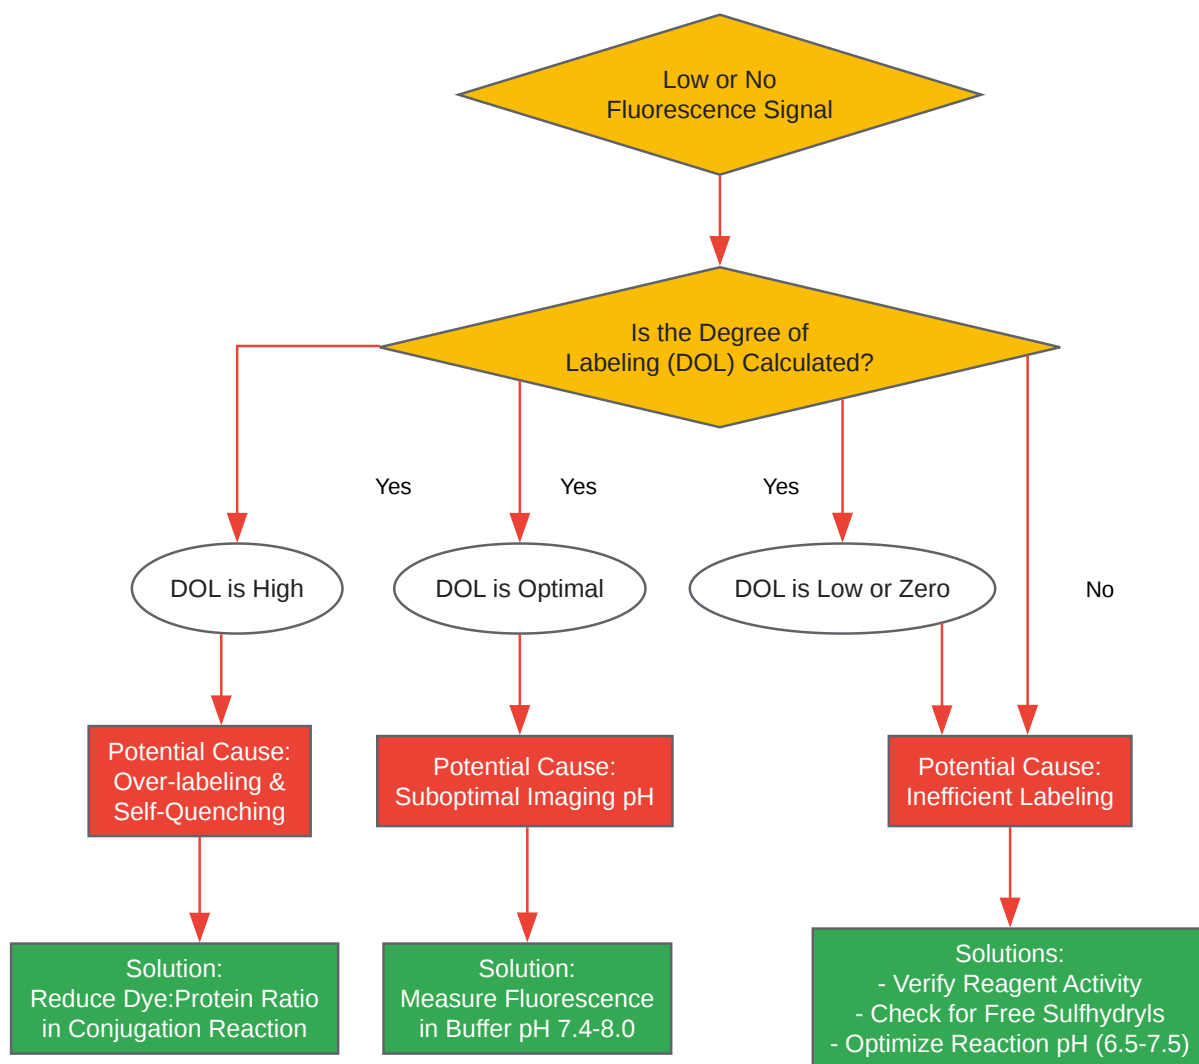 Low or No
Fluorescence Signal
Is the Degree of
Labeling (DOL) Calculated?
Yes
Yes
Yes
DOL is High
DOL is Optimal
DOL is Low or Zero
No
Potential Cause:
Over-labeling &
Self-Quenching
Potential Cause:
Suboptimal Imaging pH
Potential Cause:
Inefficient Labeling
Solution:
Reduce Dye:Protein Ratio
in Conjugation Reaction
Solution:
Measure Fluorescence
in Buffer pH 7.4-8.0
Solutions:
- Verify Reagent Activity
- Check for Free Sulfhydryls
- Optimize Reaction pH (6.5-7.5)